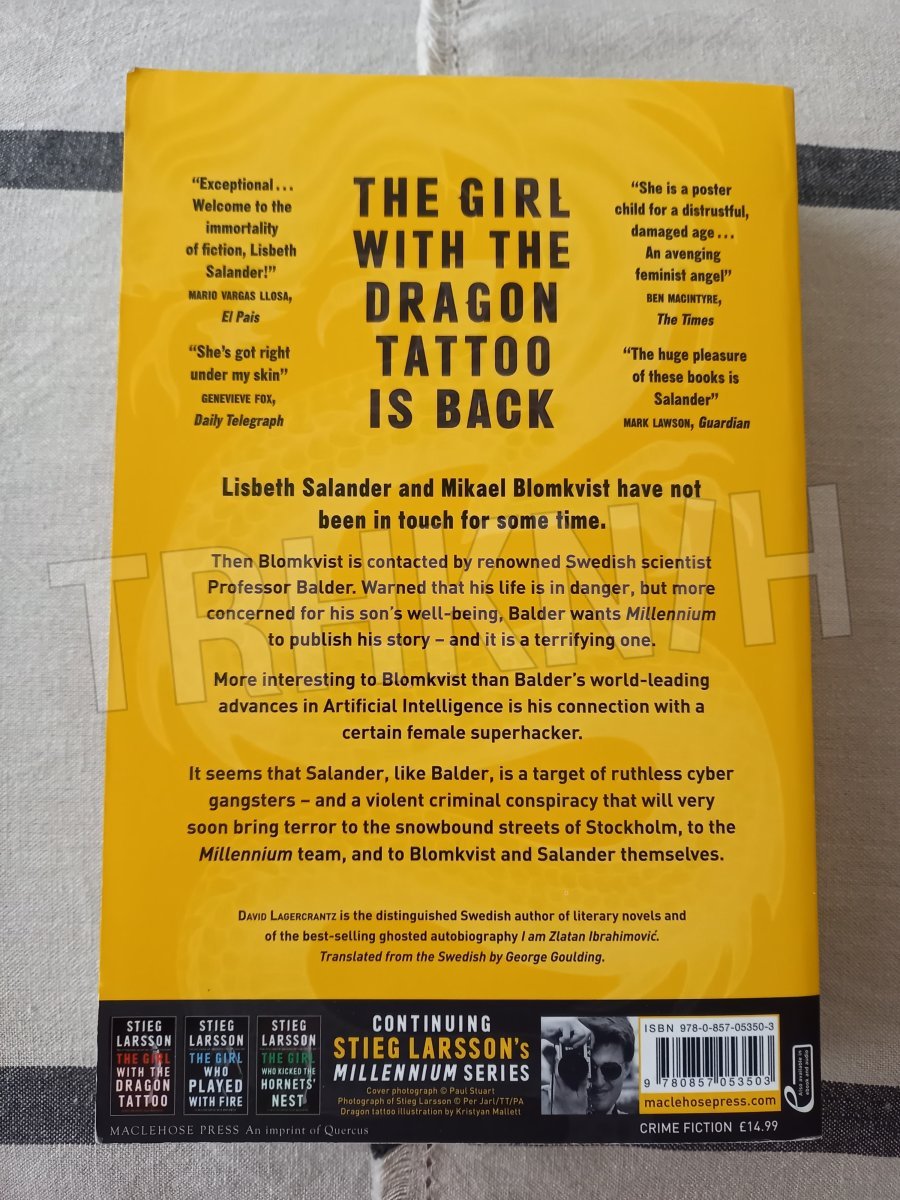 “Exceptional...
Welcome to the
immortality
of fiction, Lisbeth
Salander!”
MARIO VARGAS LLOSA,
El Pais
“She’s got right
under my skin”
GENEVIEVE FOX,
Daily Telegraph
THE GIRL
WITH THE
DRAGON
TATTOO
IS BACK
“She is a poster
child for a distrustful,
damaged age...
An avenging
feminist angel”
BEN MACINTYRE,
The Times
“The huge pleasure
of these books is
Salander”
MARK LAWSON, Guardian
Lisbeth Salander and Mikael Blomkvist have not
been in touch for some time.
Then Blomkvist is contacted by renowned Swedish scientist
Professor Balder. Warned that his life is in danger, but more
concerned for his son’s well-being, Balder wants Millennium
to publish his story – and it is a terrifying one.
More interesting to Blomkvist than Balder’s world-leading
advances in Artificial Intelligence is his connection with a
certain female superhacker.
It seems that Salander, like Balder, is a target of ruthless cyber
gangsters – and a violent criminal conspiracy that will very
soon bring terror to the snowbound streets of Stockholm, to the
Millennium team, and to Blomkvist and Salander themselves.
DAVID LAGERCRANTZ is the distinguished Swedish author of literary novels and
of the best-selling ghosted autobiography I am Zlatan Ibrahimović.
Translated from the Swedish by George Goulding.
STIEG
LARSSON
THE GIRL
WITH THE
DRAGON
TATTOO
STIEG
LARSSON
THE GIRL
WHO
PLAYED
WITH FIRE
STIEG
LARSSON
THE GIRL
WHO KICKED THE
HORNETS’
NEST
CONTINUING
STIEG LARSSON’s
MILLENNIUM SERIES
Cover photograph © Paul Stuart
Photograph of Stieg Larsson © Per Jarl/TT/PA
Dragon tattoo illustration by Kristyan Mallett
ISBN 978-0-857-05350-3
9 780857 053503
maclehosepress.com
Also available in
ebook and audio
MACLEHOSE PRESS An imprint of Quercus
CRIME FICTION £14.99